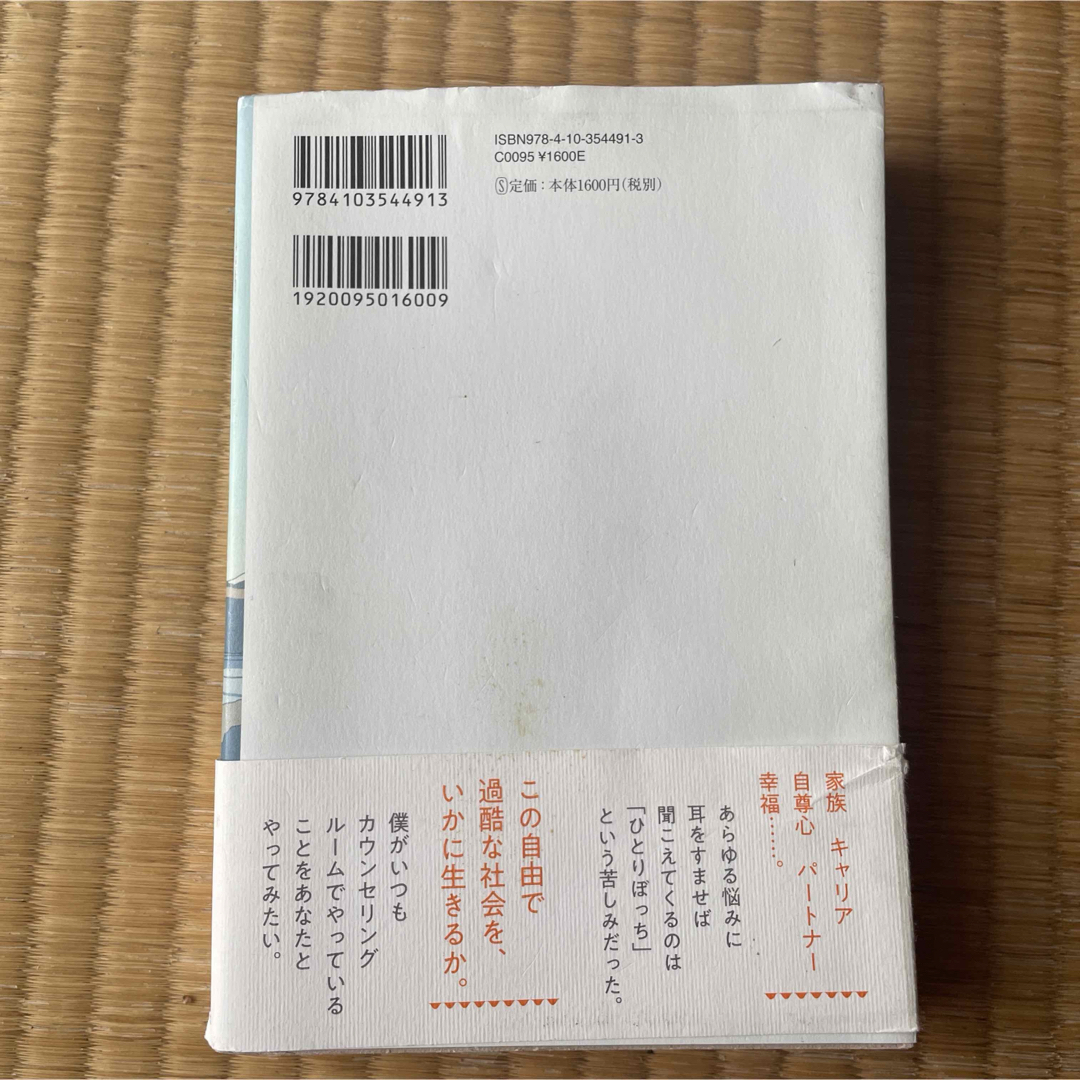 ISBN978-4-10-354491-3
C0095 ¥1600E
Ⓢ定価：本体1600円(税別)
9784103544913
1920095016009
家族　キャリア
自尊心　パートナー
幸福……。
あらゆる悩みに
耳をすませば
聞こえてくるのは
「ひとりぼっち」
という苦しみだった。
この自由で
過酷な社会を、
いかに生きるか。
僕がいつも
カウンセリング
ルームでやっている
ことをあなたと
やってみたい。